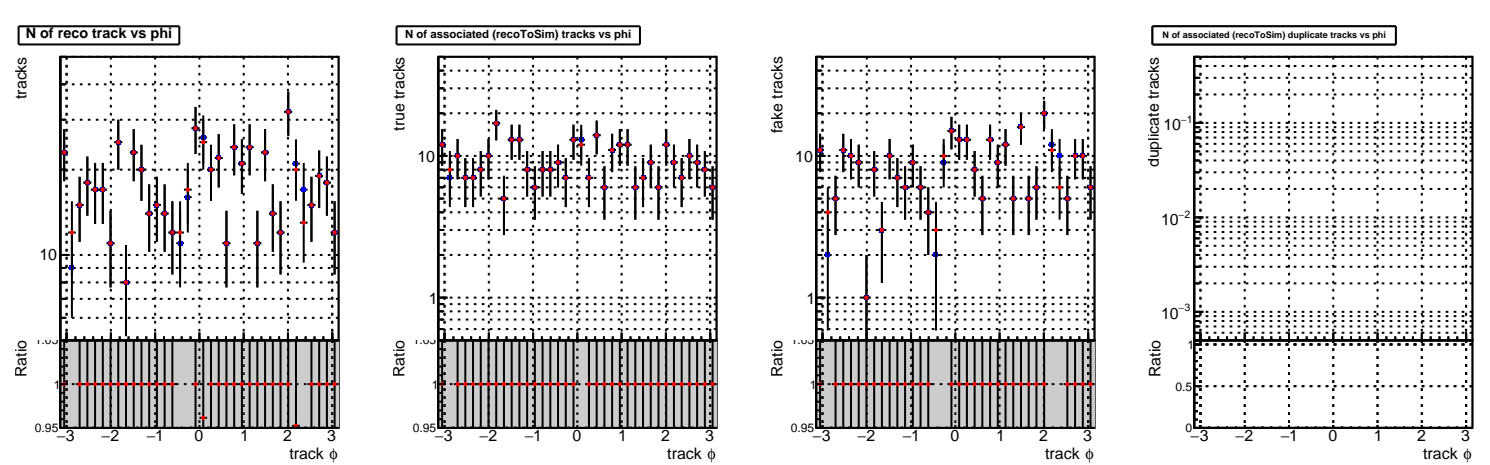 N of reco track vs phi
tracks
10
Ratio
1
0.95
−3 −2 −1 0 1 2 3
track ϕ
N of associated (recoToSim) tracks vs phi
true tracks
10
1
Ratio
1
0.95
−3 −2 −1 0 1 2 3
track ϕ
fake tracks
10
1
Ratio
1
0.95
−3 −2 −1 0 1 2 3
track ϕ
N of associated (recoToSim) duplicate tracks vs phi
duplicate tracks
10−1
10−2
10−3
Ratio
1
0.5
0
−3 −2 −1 0 1 2 3
track ϕ